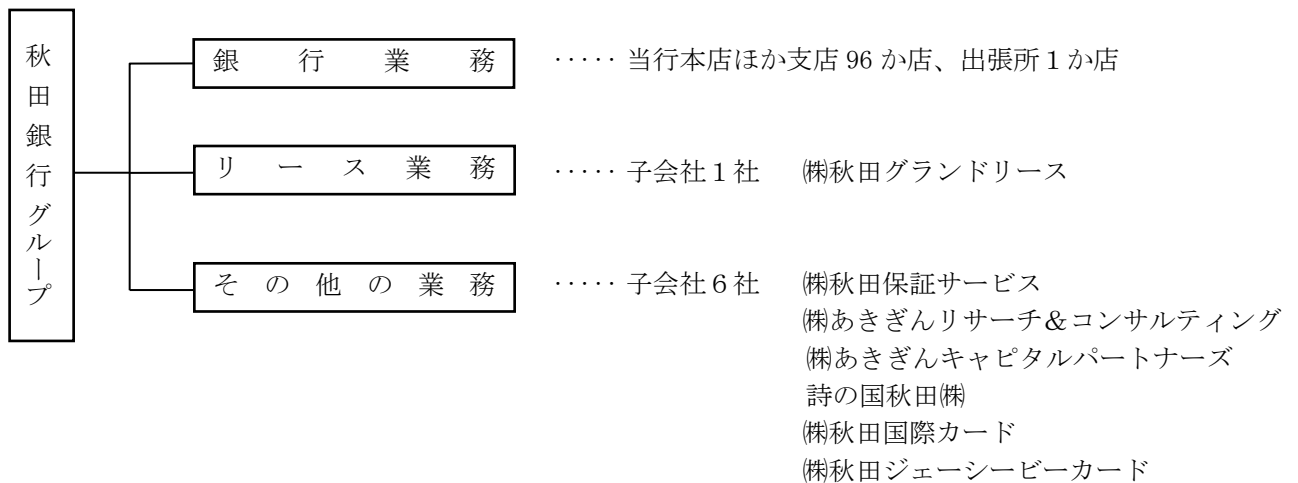 秋田銀行グループ
銀行業務 ‥‥‥ 当行本店ほか支店 96 か店、出張所１か店
リース業務 ‥‥‥ 子会社１社 ㈱秋田グランドリース
その他の業務 ‥‥‥ 子会社６社 ㈱秋田保証サービス
㈱あきぎんリサーチ＆コンサルティング
㈱あきぎんキャピタルパートナーズ
詩の国秋田㈱
㈱秋田国際カード
㈱秋田ジェーシービーカード